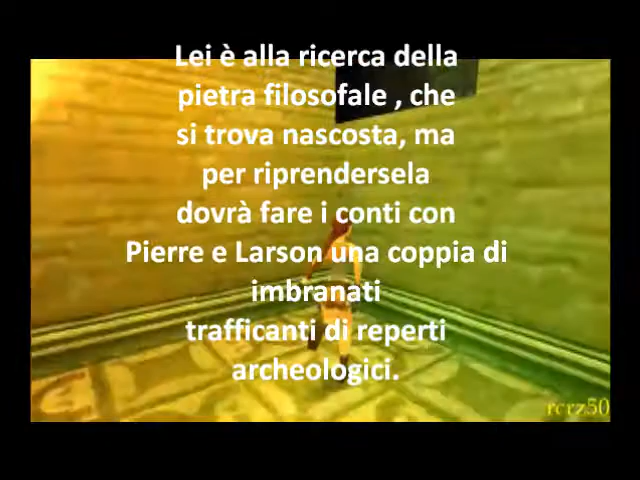 Lei è alla ricerca della
pietra filosofale , che
si trova nascosta, ma
per riprendersela
dovrà fare i conti con
Pierre e Larson una coppia di
imbranati
trafficanti di reperti
archeologici.
rcrz50